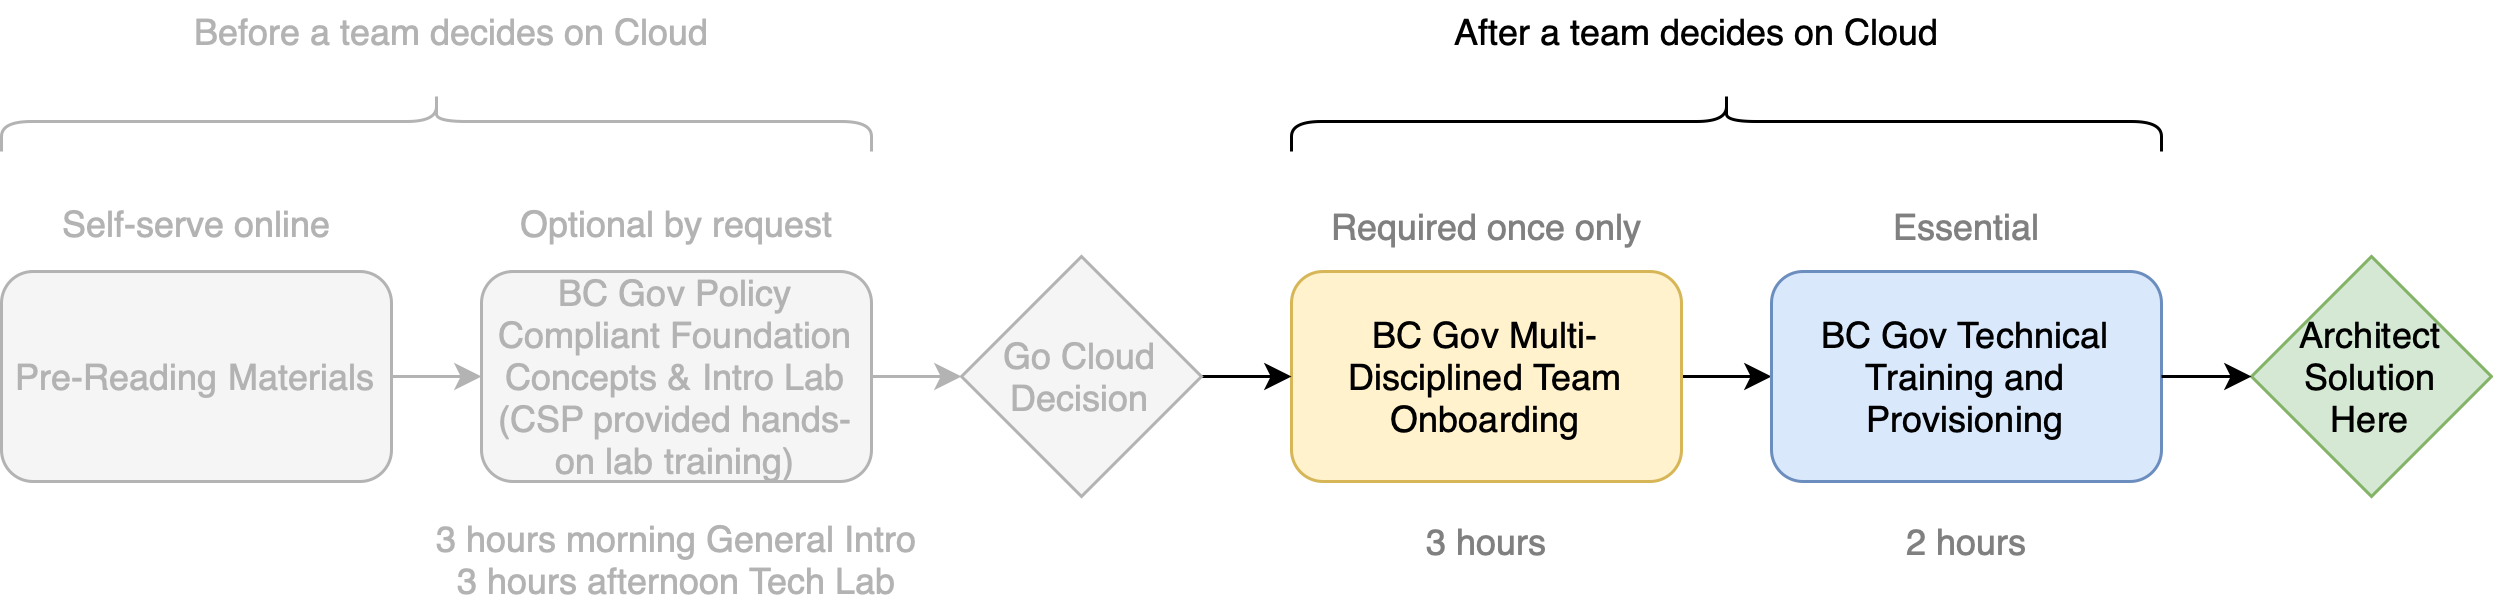 Before a team decides on Cloud
After a team decides on Cloud
Self-serve online
Optional by request
Required once only
Essential
Pre-Reading Materials
BC Gov Policy
Compliant Foundation
Concepts & Intro Lab
(CSP provided hands-
on lab training)
Go Cloud
Decision
BC Gov Multi-
Disciplined Team
Onboarding
BC Gov Technical
Training and
Provisioning
Architect
Solution
Here
3 hours morning General Intro
3 hours afternoon Tech Lab
3 hours
2 hours